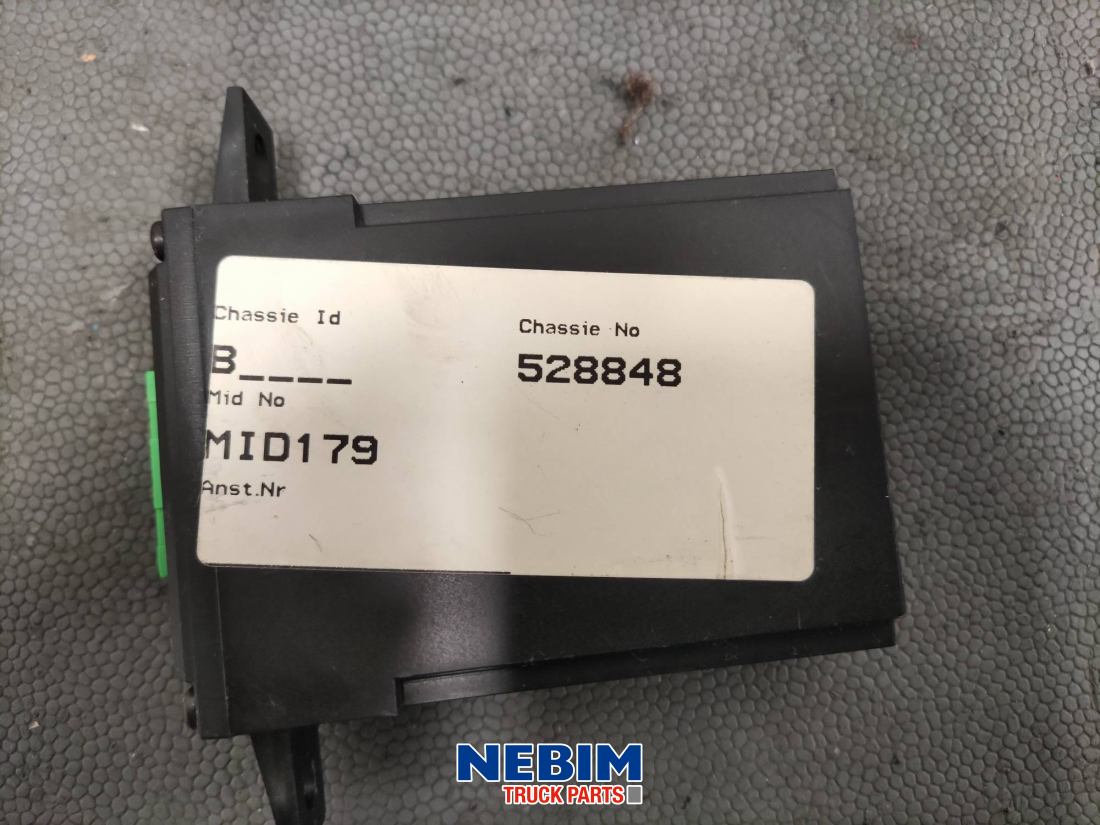 Chassie Id
B____
Mid No
MID179
Anst.Nr
Chassie No
528848
NEBIM
TRUCK PARTS